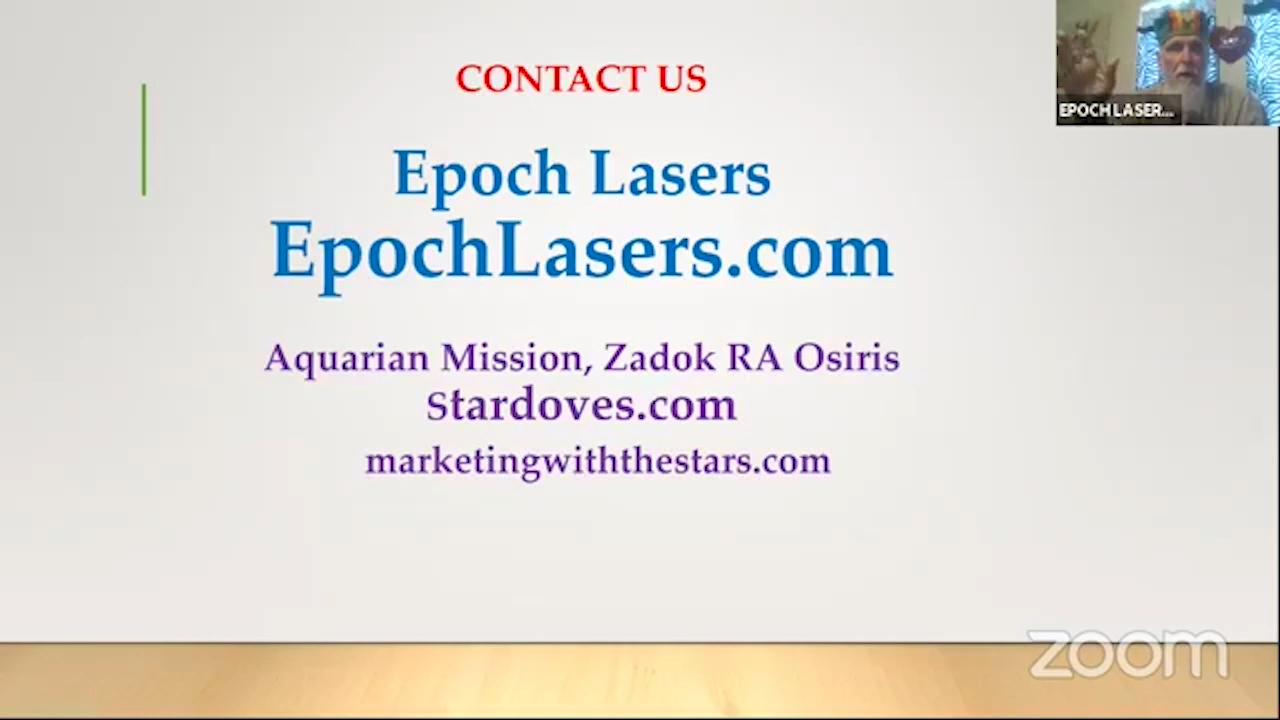 CONTACT US
Epoch Lasers
EpochLasers.com
Aquarian Mission, Zadok RA Osiris
Stardoves.com
marketingwiththestars.com
EPOCH LASER...
zoom